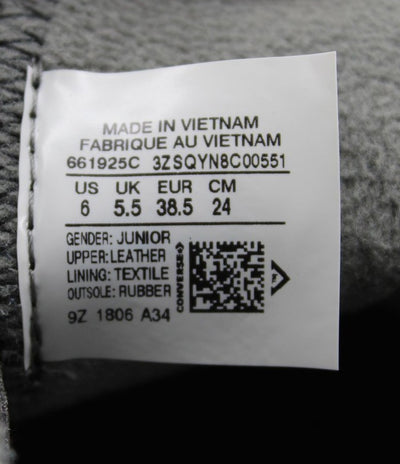 MADE IN VIETNAM
FABRIQUE AU VIETNAM
661925C 3ZSQYN8C00551
US UK EUR CM
6 5.5 38.5 24
GENDER: JUNIOR
UPPER: LEATHER
LINING: TEXTILE
OUTSOLE: RUBBER
9Z 1806 A34
CONVERSE